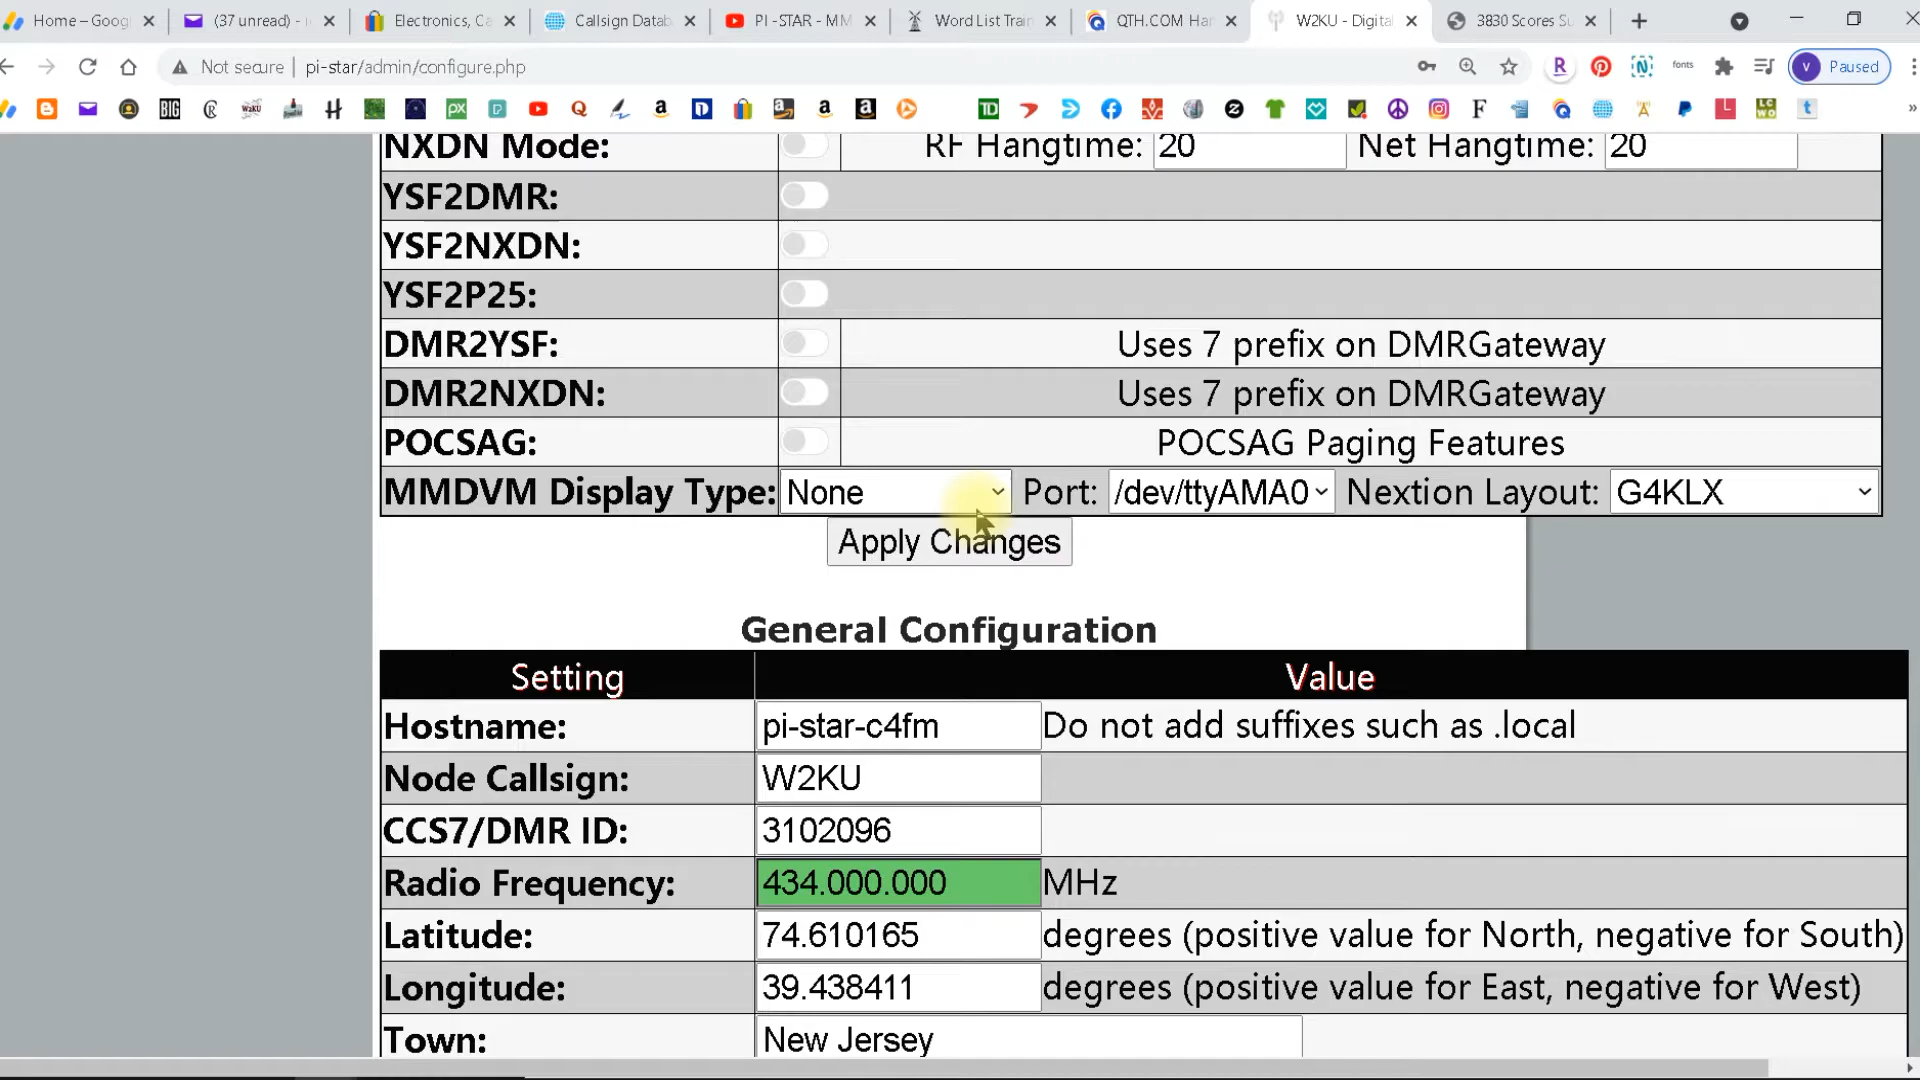 Home – Googl
(37 unread) -
Electronics, Ca
Callsign Datab
PI -STAR - MM
Word List Train
QTH.COM Ham
W2KU - Digital
3830 Scores Su
Not secure | pi-star/admin/configure.php
fonts
V Paused
BIG
TD
NXDN Mode: RF Hangtime: 20 Net Hangtime: 20
YSF2DMR:
YSF2NXDN:
YSF2P25:
DMR2YSF: Uses 7 prefix on DMRGateway
DMR2NXDN: Uses 7 prefix on DMRGateway
POCSAG: POCSAG Paging Features
MMDVM Display Type: None Port: /dev/ttyAMA0 Nextion Layout: G4KLX
Apply Changes
General Configuration
Setting Value
Hostname: pi-star-c4fm Do not add suffixes such as .local
Node Callsign: W2KU
CCS7/DMR ID: 3102096
Radio Frequency: 434.000.000 MHz
Latitude: 74.610165 degrees (positive value for North, negative for South)
Longitude: 39.438411 degrees (positive value for East, negative for West)
Town: New Jersey